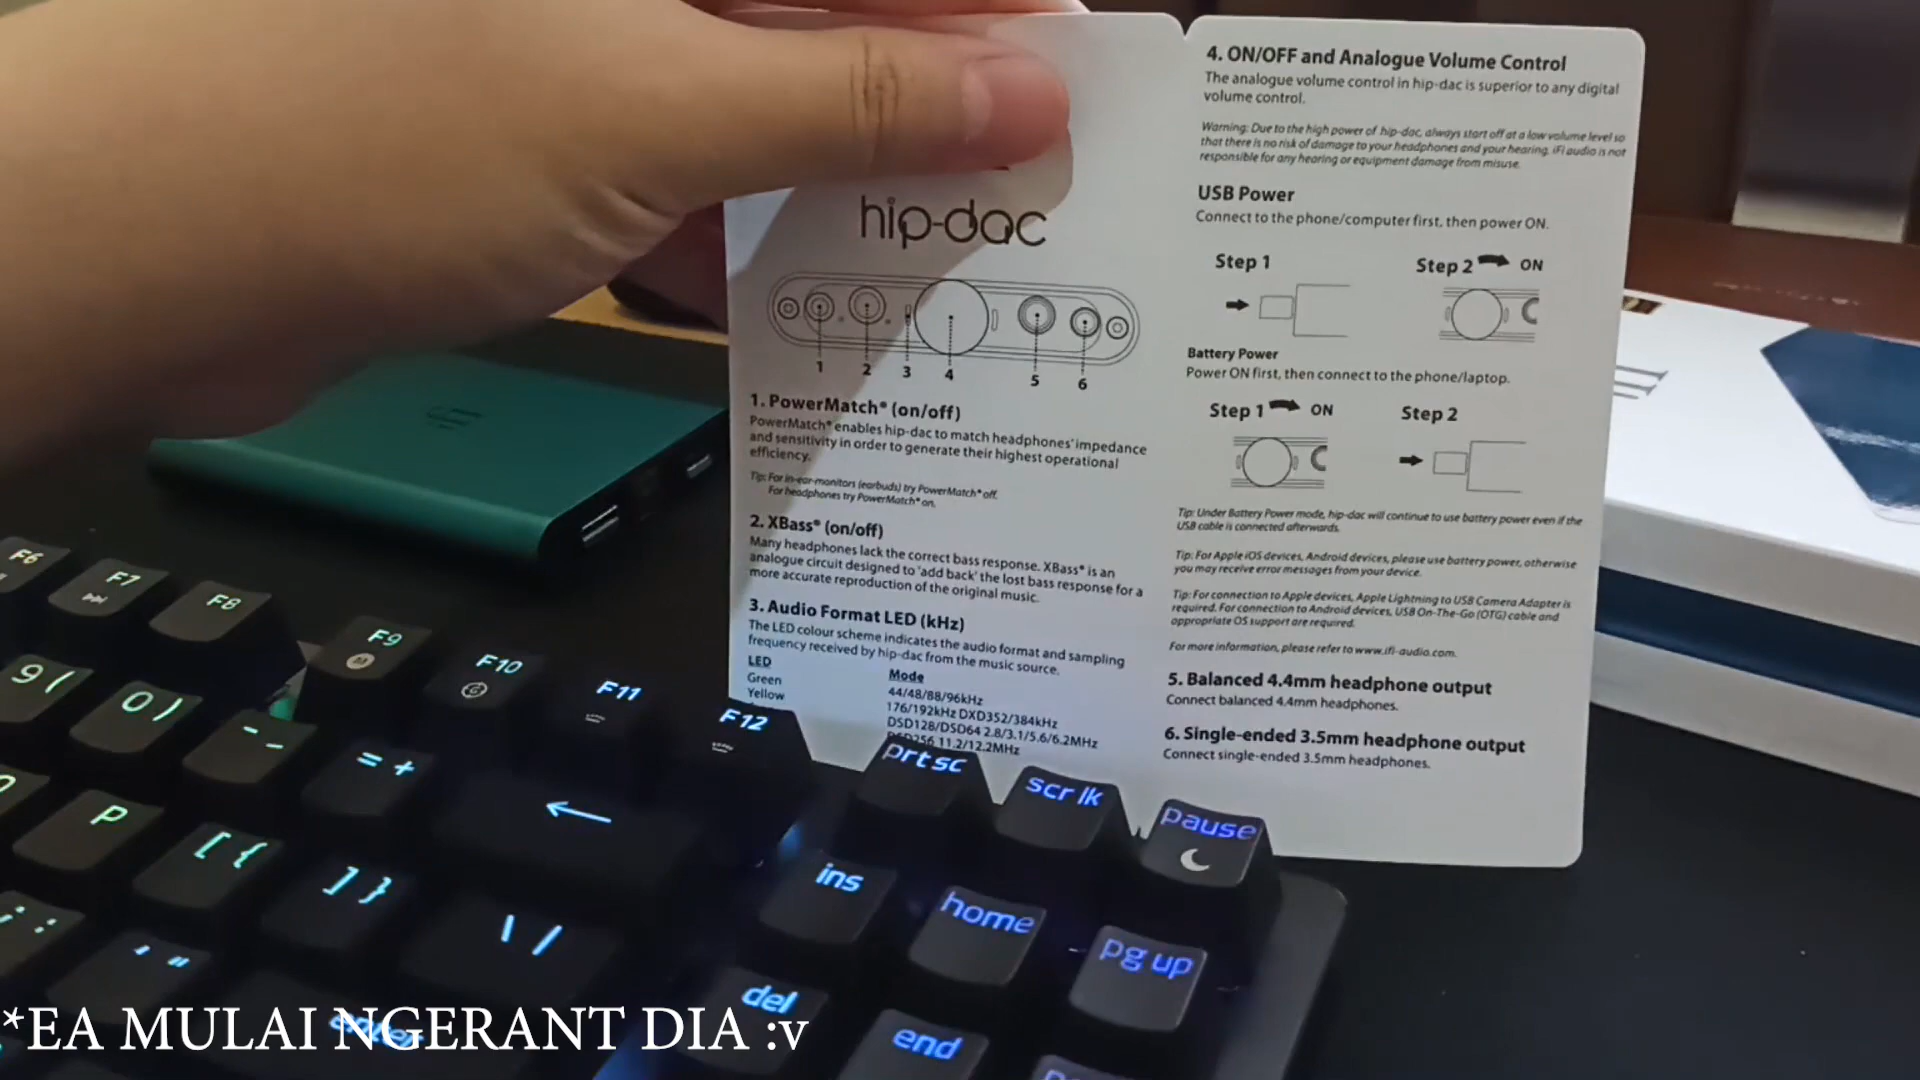 hip-dac
1 2 3 4 5 6
1. PowerMatch® (on/off)
PowerMatch® enables hip-dac to match headphones' impedance
and sensitivity in order to generate their highest operational
efficiency.
Tip: For in-ear-monitors (earbuds) try PowerMatch® off.
For headphones try PowerMatch® on.
2. XBass® (on/off)
Many headphones lack the correct bass response. XBass® is an
analogue circuit designed to 'add back' the lost bass response for a
more accurate reproduction of the original music.
3. Audio Format LED (kHz)
The LED colour scheme indicates the audio format and sampling
frequency received by hip-dac from the music source.
LED Mode
Green 44/48/88/96kHz
Yellow 176/192kHz DXD352/384kHz
DSD128/DSD64 2.8/3.1/5.6/6.2MHz
DSD256 11.2/12.2MHz
4. ON/OFF and Analogue Volume Control
The analogue volume control in hip-dac is superior to any digital
volume control.
Warning: Due to the high power of hip-dac, always start off at a low volume level so
that there is no risk of damage to your headphones and your hearing. iFi audio is not
responsible for any hearing or equipment damage from misuse.
USB Power
Connect to the phone/computer first, then power ON.
Step 1 Step 2 ON
Battery Power
Power ON first, then connect to the phone/laptop.
Step 1 ON Step 2
Tip: Under Battery Power mode, hip-dac will continue to use battery power even if the
USB cable is connected afterwards.
Tip: For Apple iOS devices, Android devices, please use battery power, otherwise
you may receive error messages from your device.
Tip: For connection to Apple devices, Apple Lightning to USB Camera Adapter is
required. For connection to Android devices, USB On-The-Go (OTG) cable and
appropriate OS support are required.
For more information, please refer to www.ifi-audio.com.
5. Balanced 4.4mm headphone output
Connect balanced 4.4mm headphones.
6. Single-ended 3.5mm headphone output
Connect single-ended 3.5mm headphones.
F6 F7 F8 F9 F10 F11 F12 prt sc scr lk pause
9 ( 0 ) - _ = + ← ins home pg up
P [ { ] } \ / del end
; : ' "
enter
*EA MULAI NGERANT DIA :v